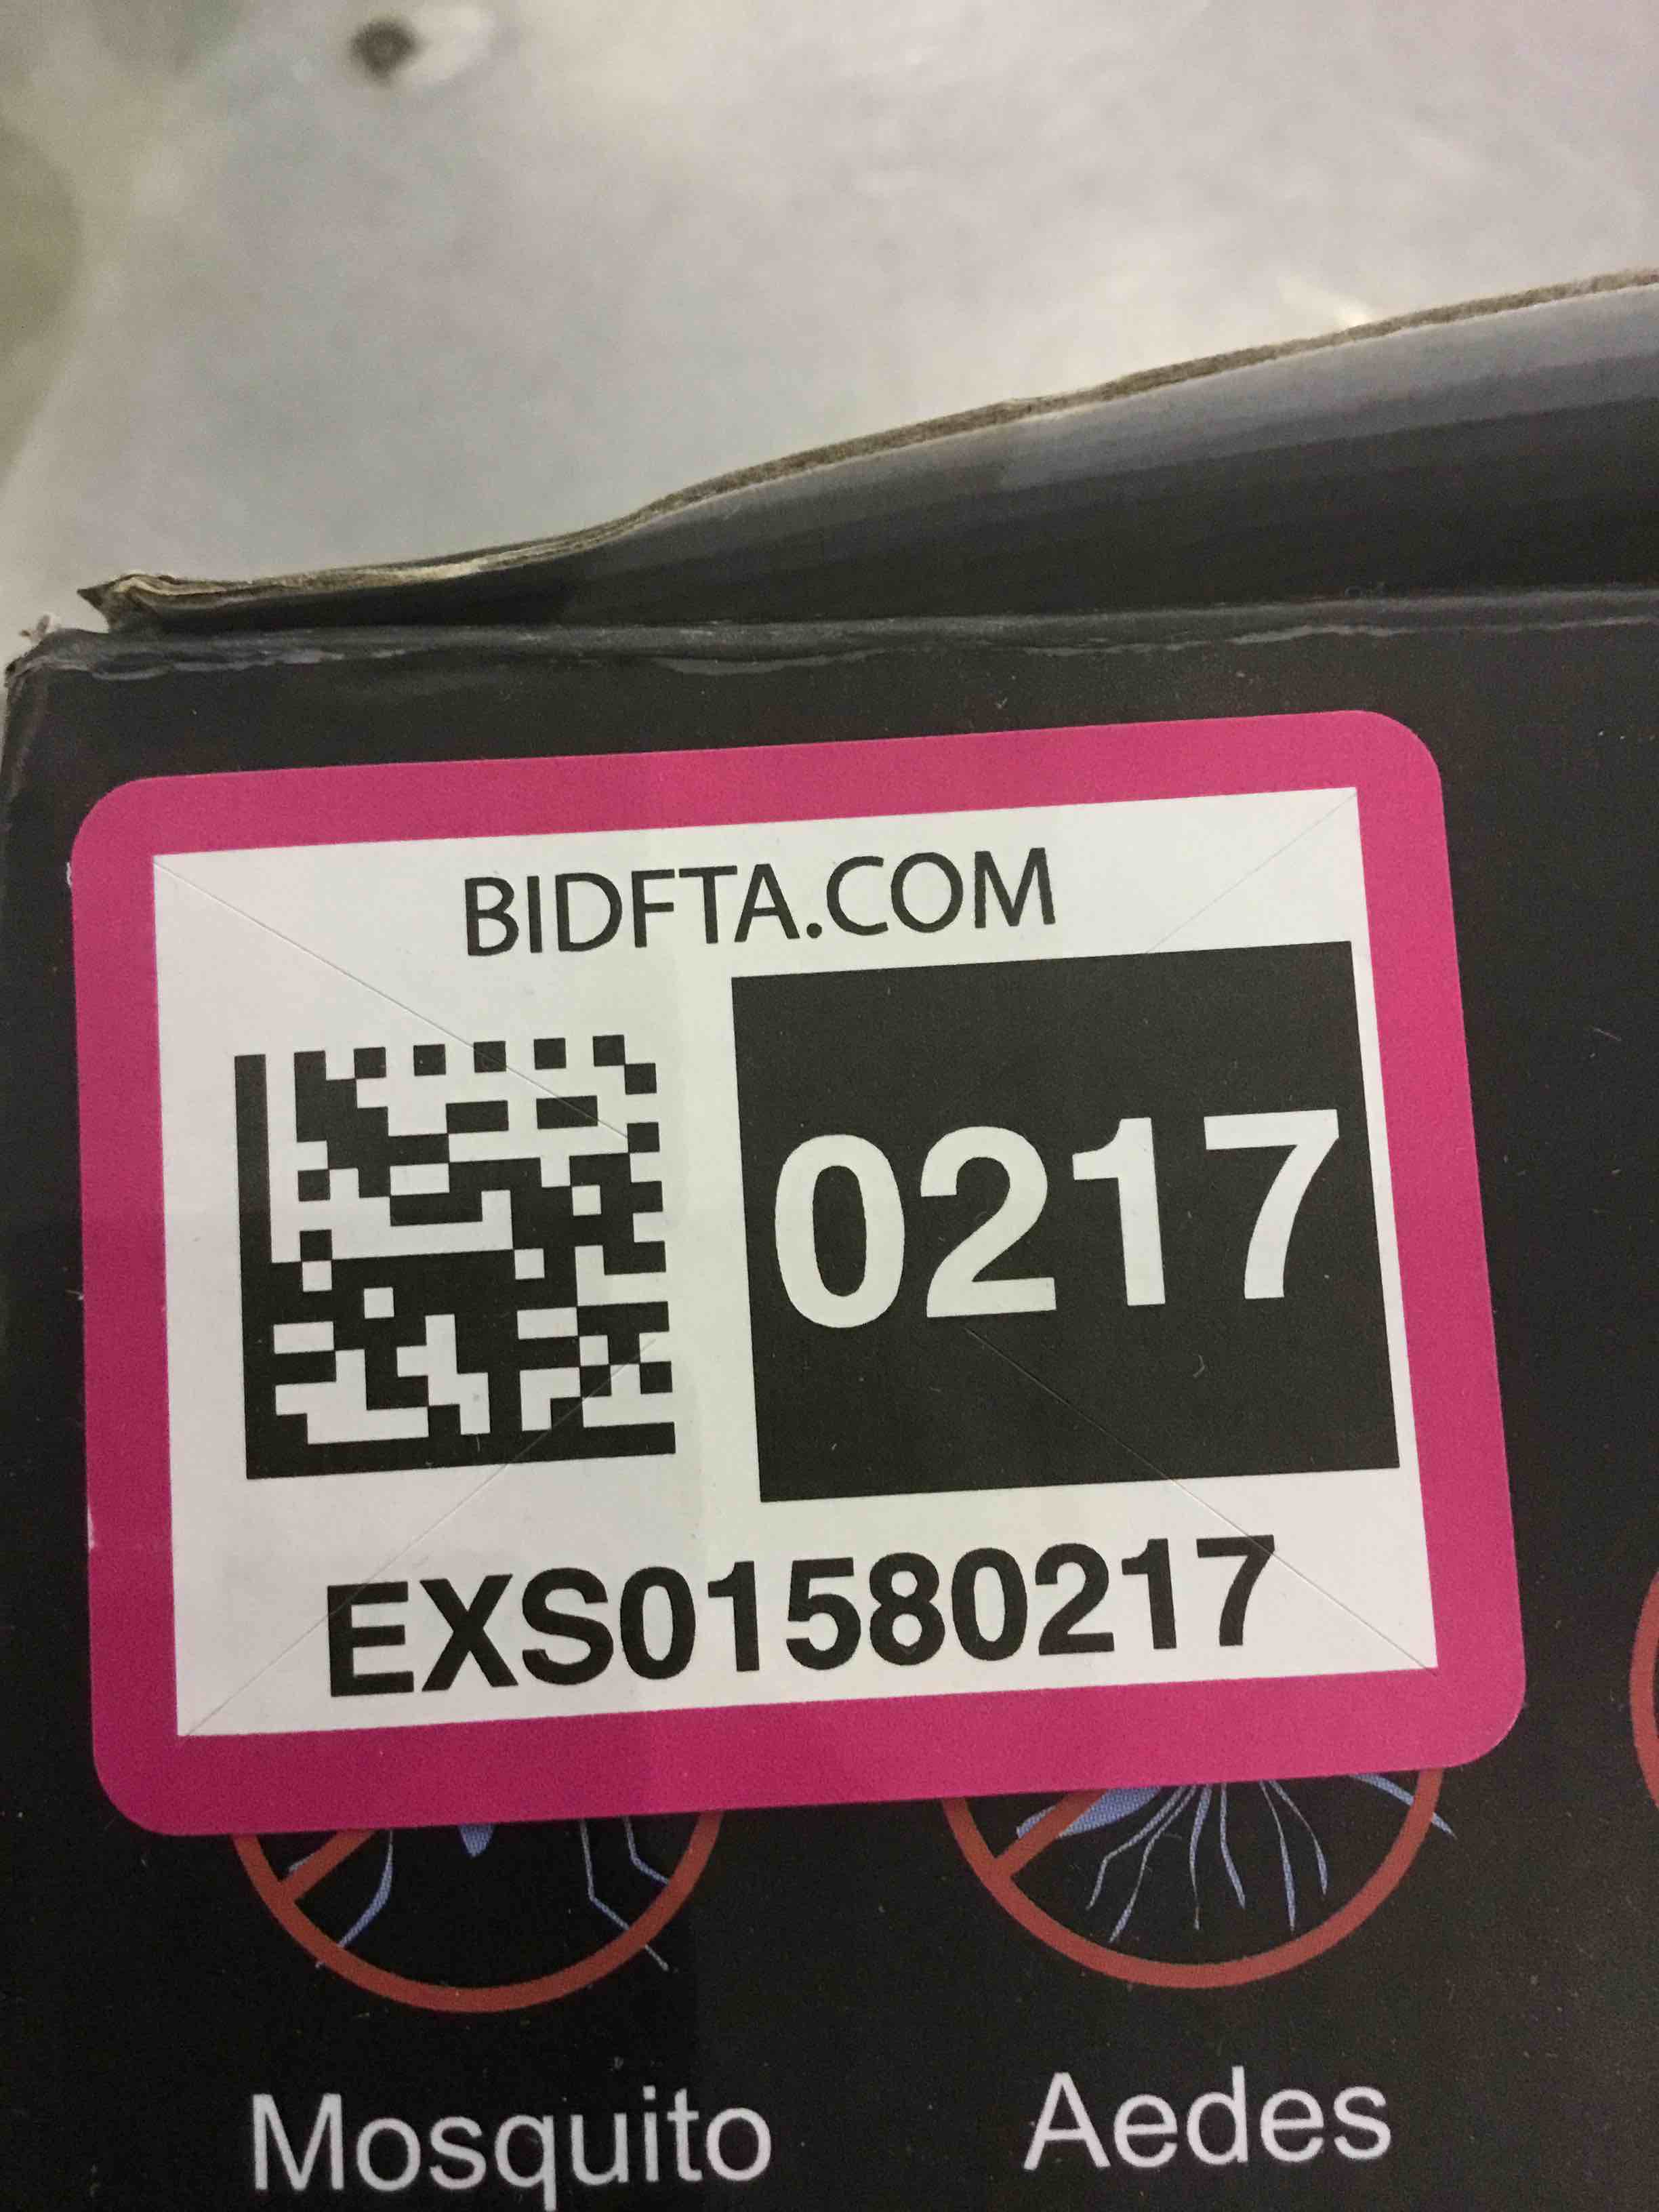 BIDFTA.COM
0217
EXS01580217
Mosquito
Aedes